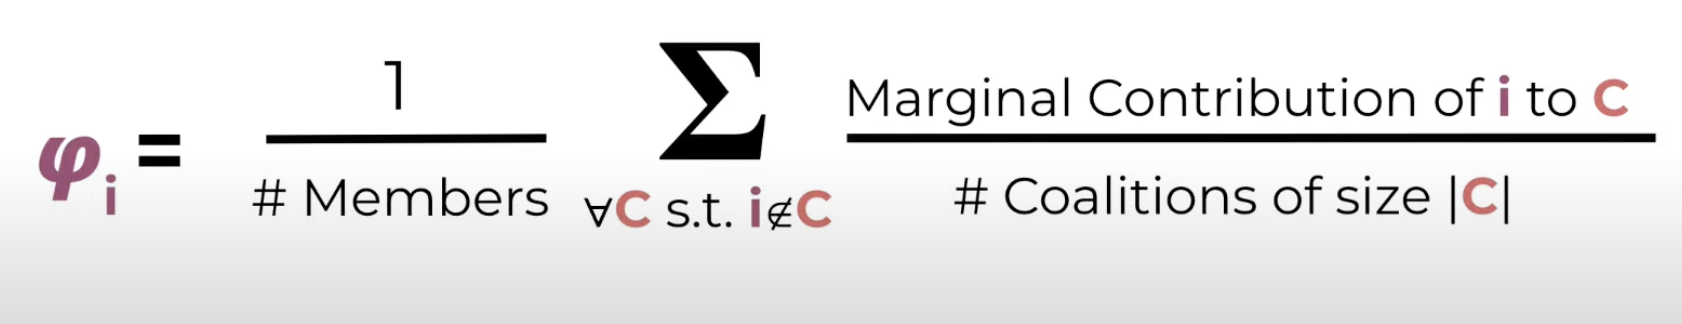 φi = 1 / # Members Σ ∀C s.t. i∉C Marginal Contribution of i to C / # Coalitions of size |C|